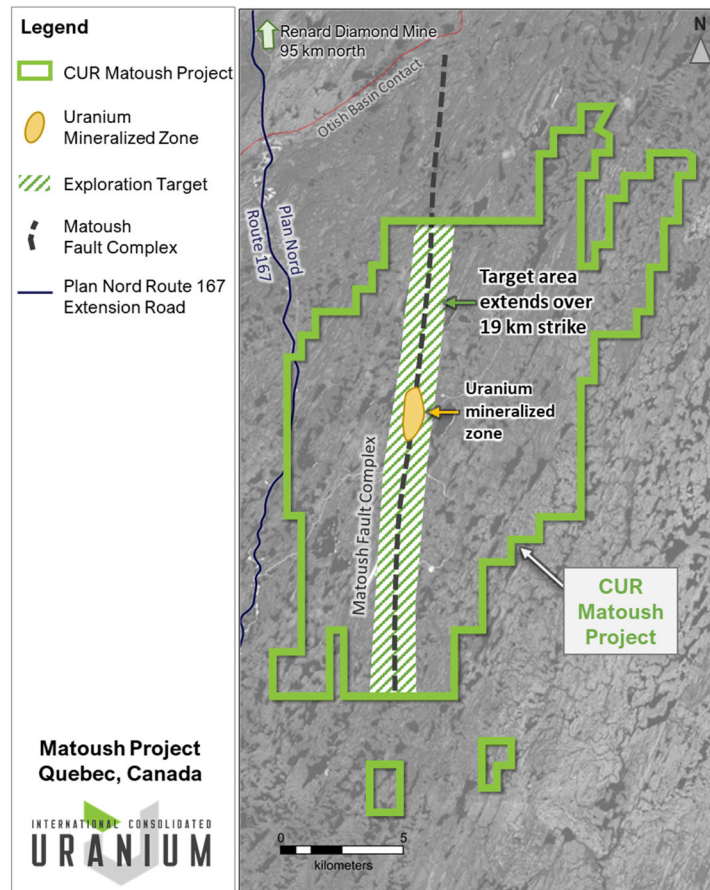 Legend
CUR Matoush Project
Uranium
Mineralized Zone
Exploration Target
Matoush
Fault Complex
Plan Nord Route 167
Extension Road
Matoush Project
Quebec, Canada
INTERNATIONAL CONSOLIDATED
URANIUM
Renard Diamond Mine
95 km north
N
Otish Basin Contact
Plan Nord
Route 167
Target area
extends over
19 km strike
Uranium
mineralized
zone
Matoush Fault Complex
CUR
Matoush
Project
0 5
kilometers